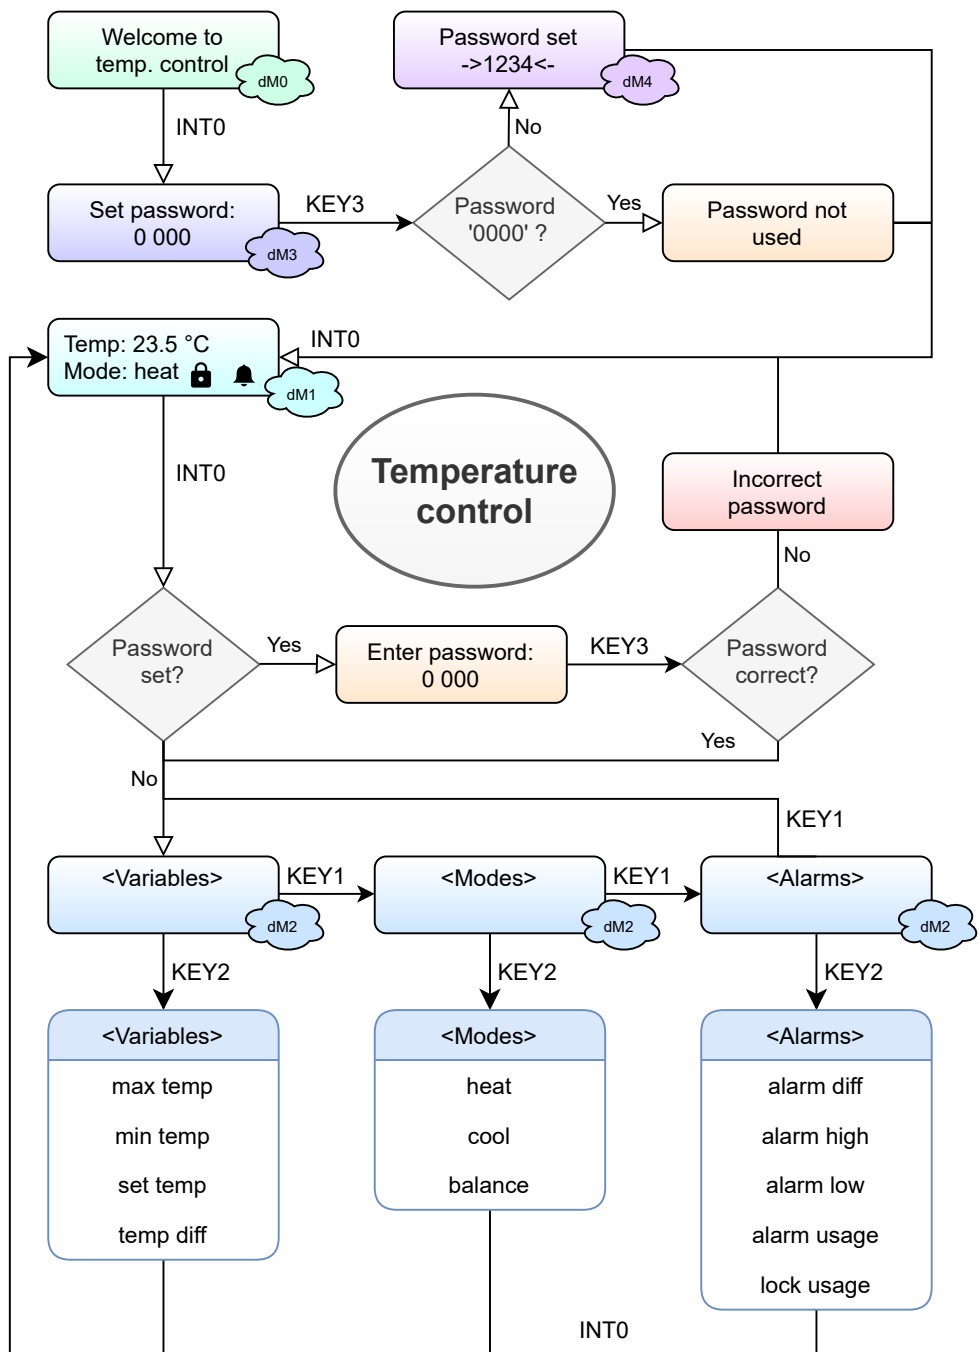 Welcome to
temp. control
dM0
Password set
->1234<-
dM4
INT0
No
Set password:
0 000
dM3
KEY3
Password
'0000' ?
Yes
Password not
used
Temp: 23.5 °C
Mode: heat
dM1
INT0
INT0
Temperature
control
Incorrect
password
No
Password
set?
Yes
Enter password:
0 000
KEY3
Password
correct?
Yes
No
KEY1
<Variables>
dM2
KEY1
<Modes>
dM2
KEY1
<Alarms>
dM2
KEY2
KEY2
KEY2
<Variables>
max temp
min temp
set temp
temp diff
<Modes>
heat
cool
balance
<Alarms>
alarm diff
alarm high
alarm low
alarm usage
lock usage
INT0